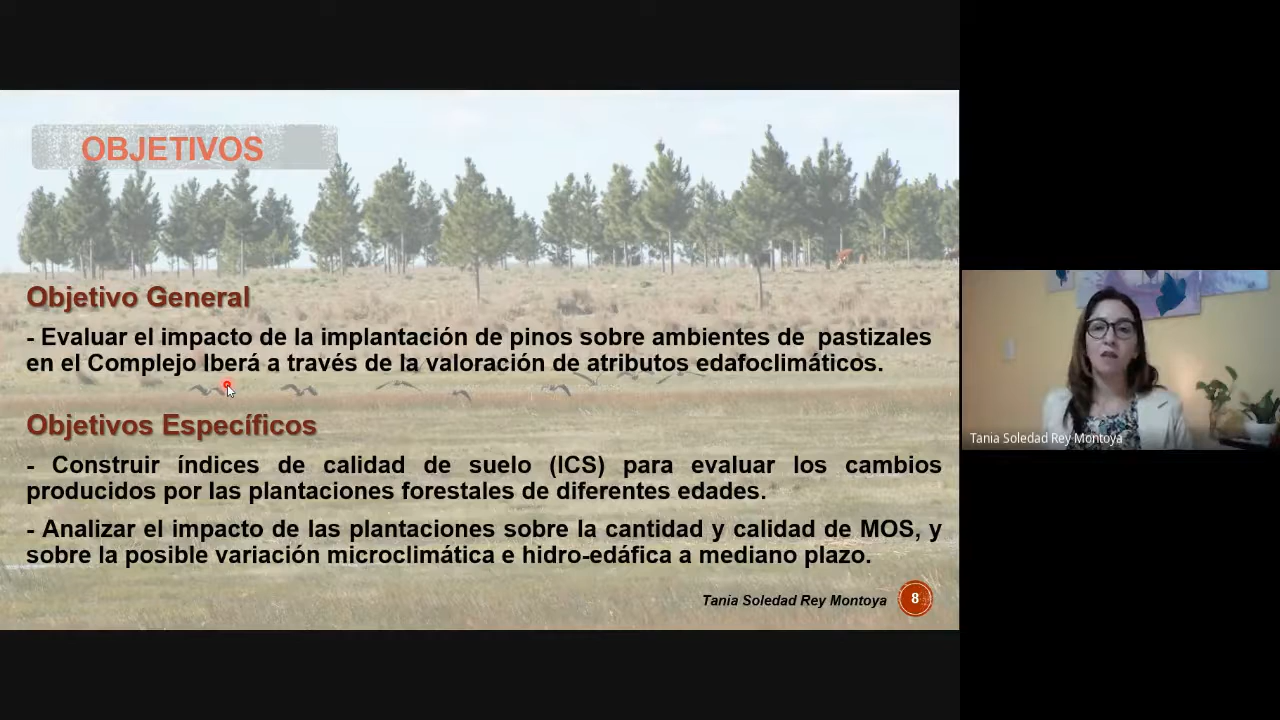 OBJETIVOS
Objetivo General
- Evaluar el impacto de la implantación de pinos sobre ambientes de pastizales
en el Complejo Iberá a través de la valoración de atributos edafoclimáticos.
Objetivos Específicos
- Construir índices de calidad de suelo (ICS) para evaluar los cambios
producidos por las plantaciones forestales de diferentes edades.
- Analizar el impacto de las plantaciones sobre la cantidad y calidad de MOS, y
sobre la posible variación microclimática e hidro-edáfica a mediano plazo.
Tania Soledad Rey Montoya
8
Tania Soledad Rey Montoya